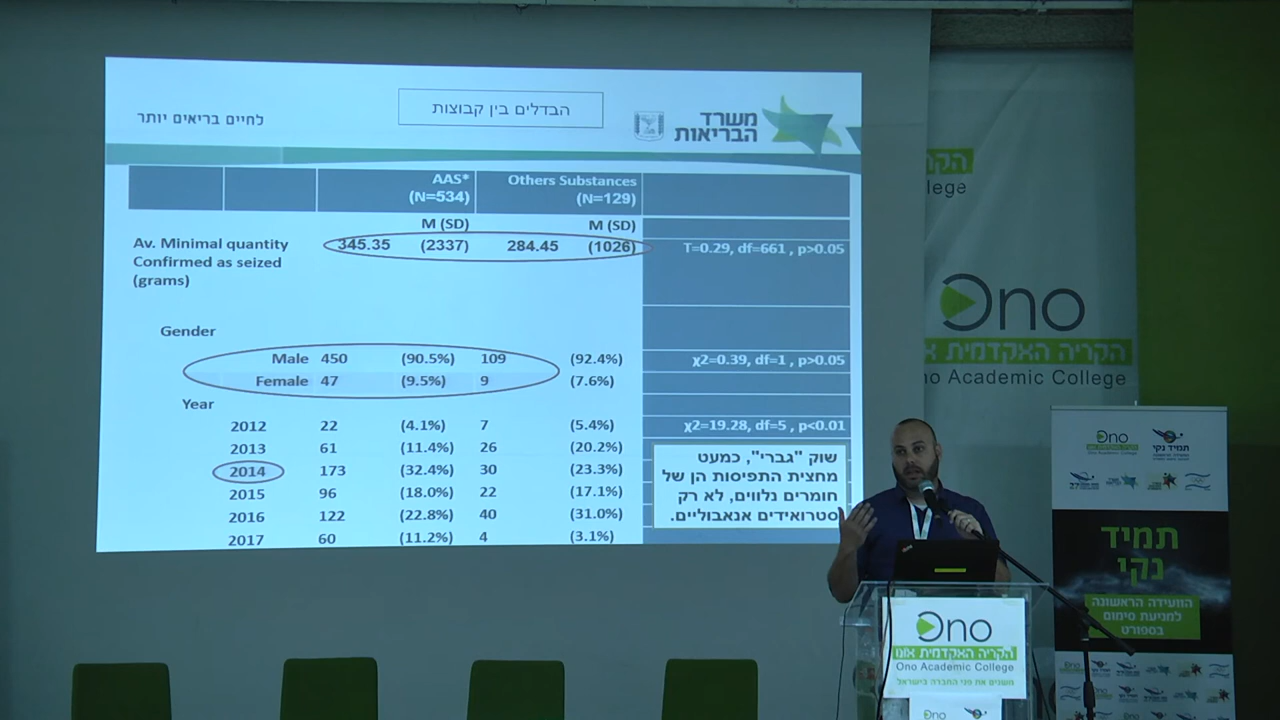 הבדלים בין קבוצות
לחיים בריאים יותר
משרד
הבריאות
AAS* Others Substances
(N=534) (N=129)
M (SD) M (SD)
Av. Minimal quantity 345.35 (2337) 284.45 (1026) T=0.29, df=661 , p>0.05
Confirmed as seized
(grams)
Gender
Male 450 (90.5%) 109 (92.4%) χ2=0.39, df=1 , p>0.05
Female 47 (9.5%) 9 (7.6%)
Year
2012 22 (4.1%) 7 (5.4%) χ2=19.28, df=5 , p<0.01
2013 61 (11.4%) 26 (20.2%)
2014 173 (32.4%) 30 (23.3%)
2015 96 (18.0%) 22 (17.1%)
2016 122 (22.8%) 40 (31.0%)
2017 60 (11.2%) 4 (3.1%)
שוק "גברי", כמעט
מחצית התפיסות הן של
חומרים נלווים, לא רק
סטרואידים אנאבוליים.
הקר
lege
Ono
הקריה האקדמית או
no Academic College
Ono
תמיד נקי
תמיד
נקי
הוועידה הראשונה
למניעת סימום
בספורט
Ono
הקריה האקדמית אונו
Ono Academic College
משנים את פני החברה בישראל
Ono